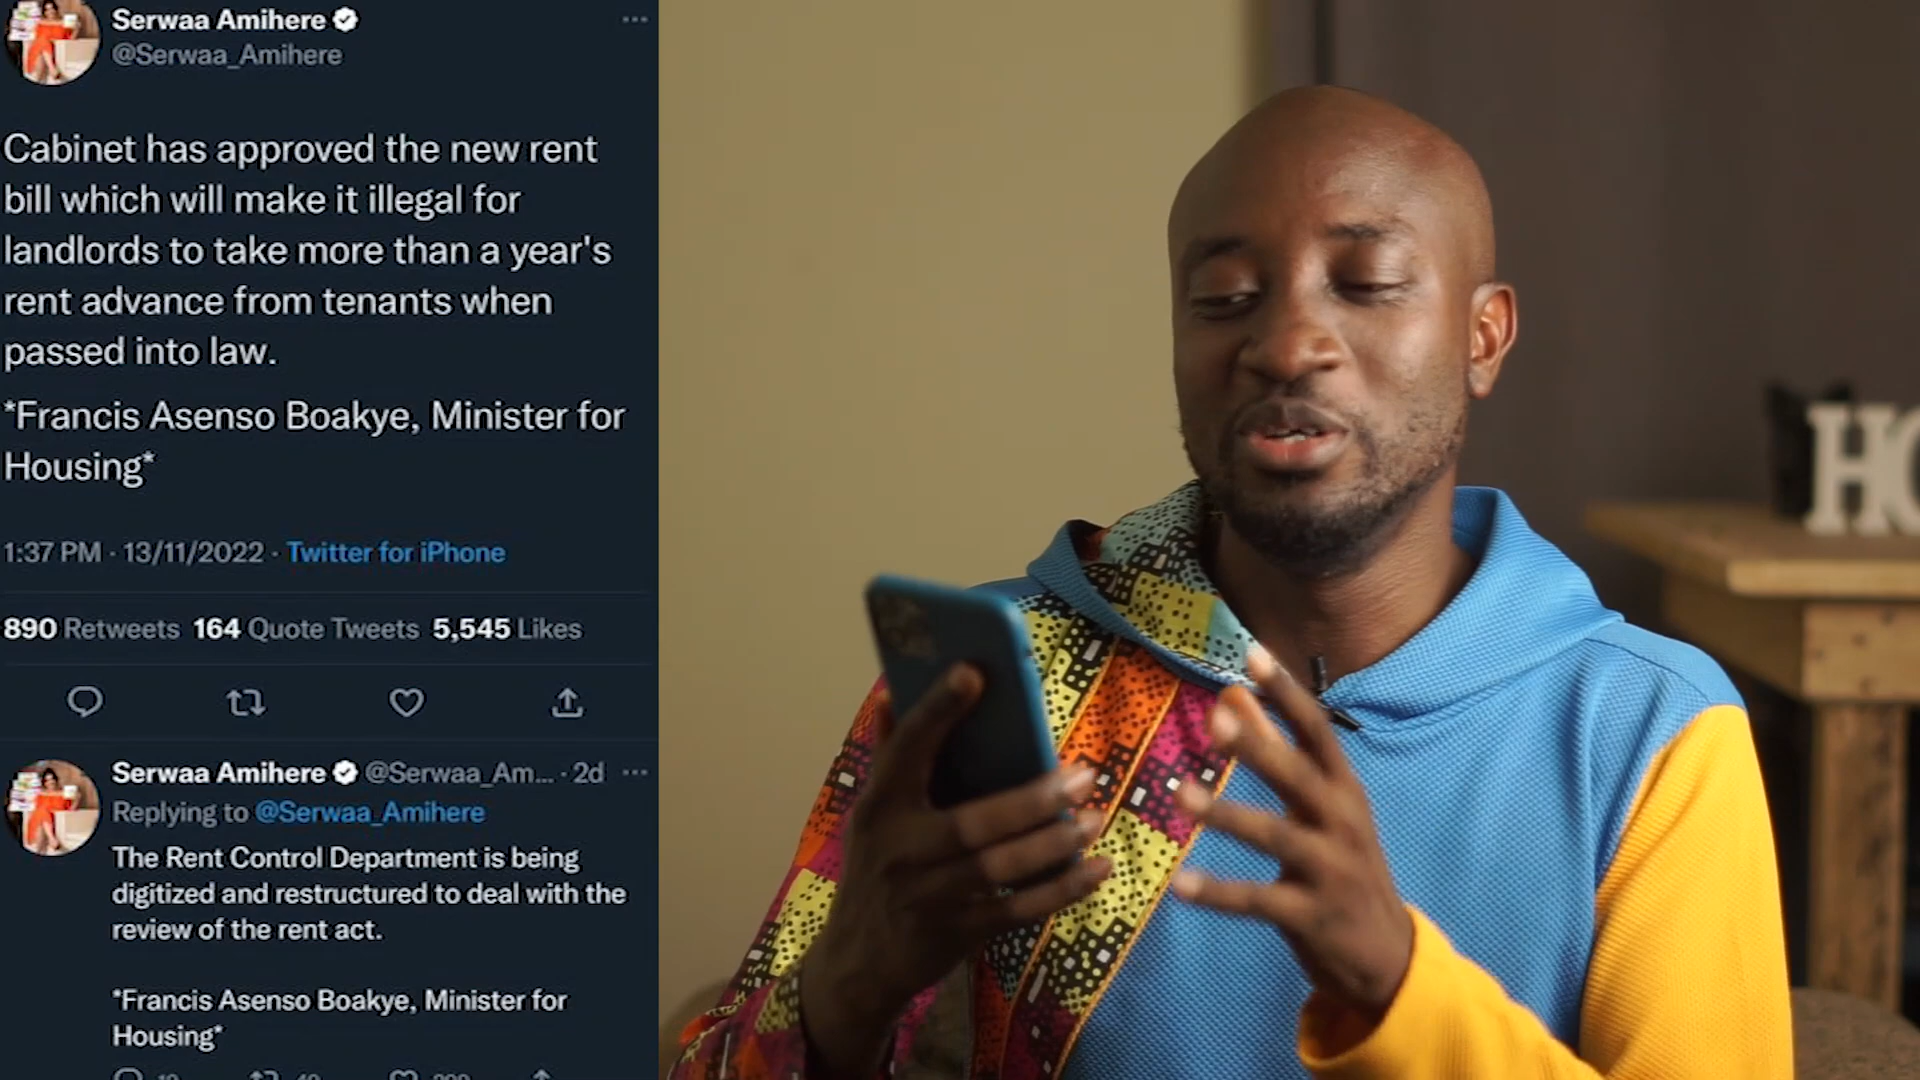 Serwaa Amihere
@Serwaa_Amihere
Cabinet has approved the new rent
bill which will make it illegal for
landlords to take more than a year's
rent advance from tenants when
passed into law.
*Francis Asenso Boakye, Minister for
Housing*
1:37 PM · 13/11/2022 · Twitter for iPhone
890 Retweets 164 Quote Tweets 5,545 Likes
Serwaa Amihere @Serwaa_Am... · 2d
Replying to @Serwaa_Amihere
The Rent Control Department is being
digitized and restructured to deal with the
review of the rent act.
*Francis Asenso Boakye, Minister for
Housing*
HO